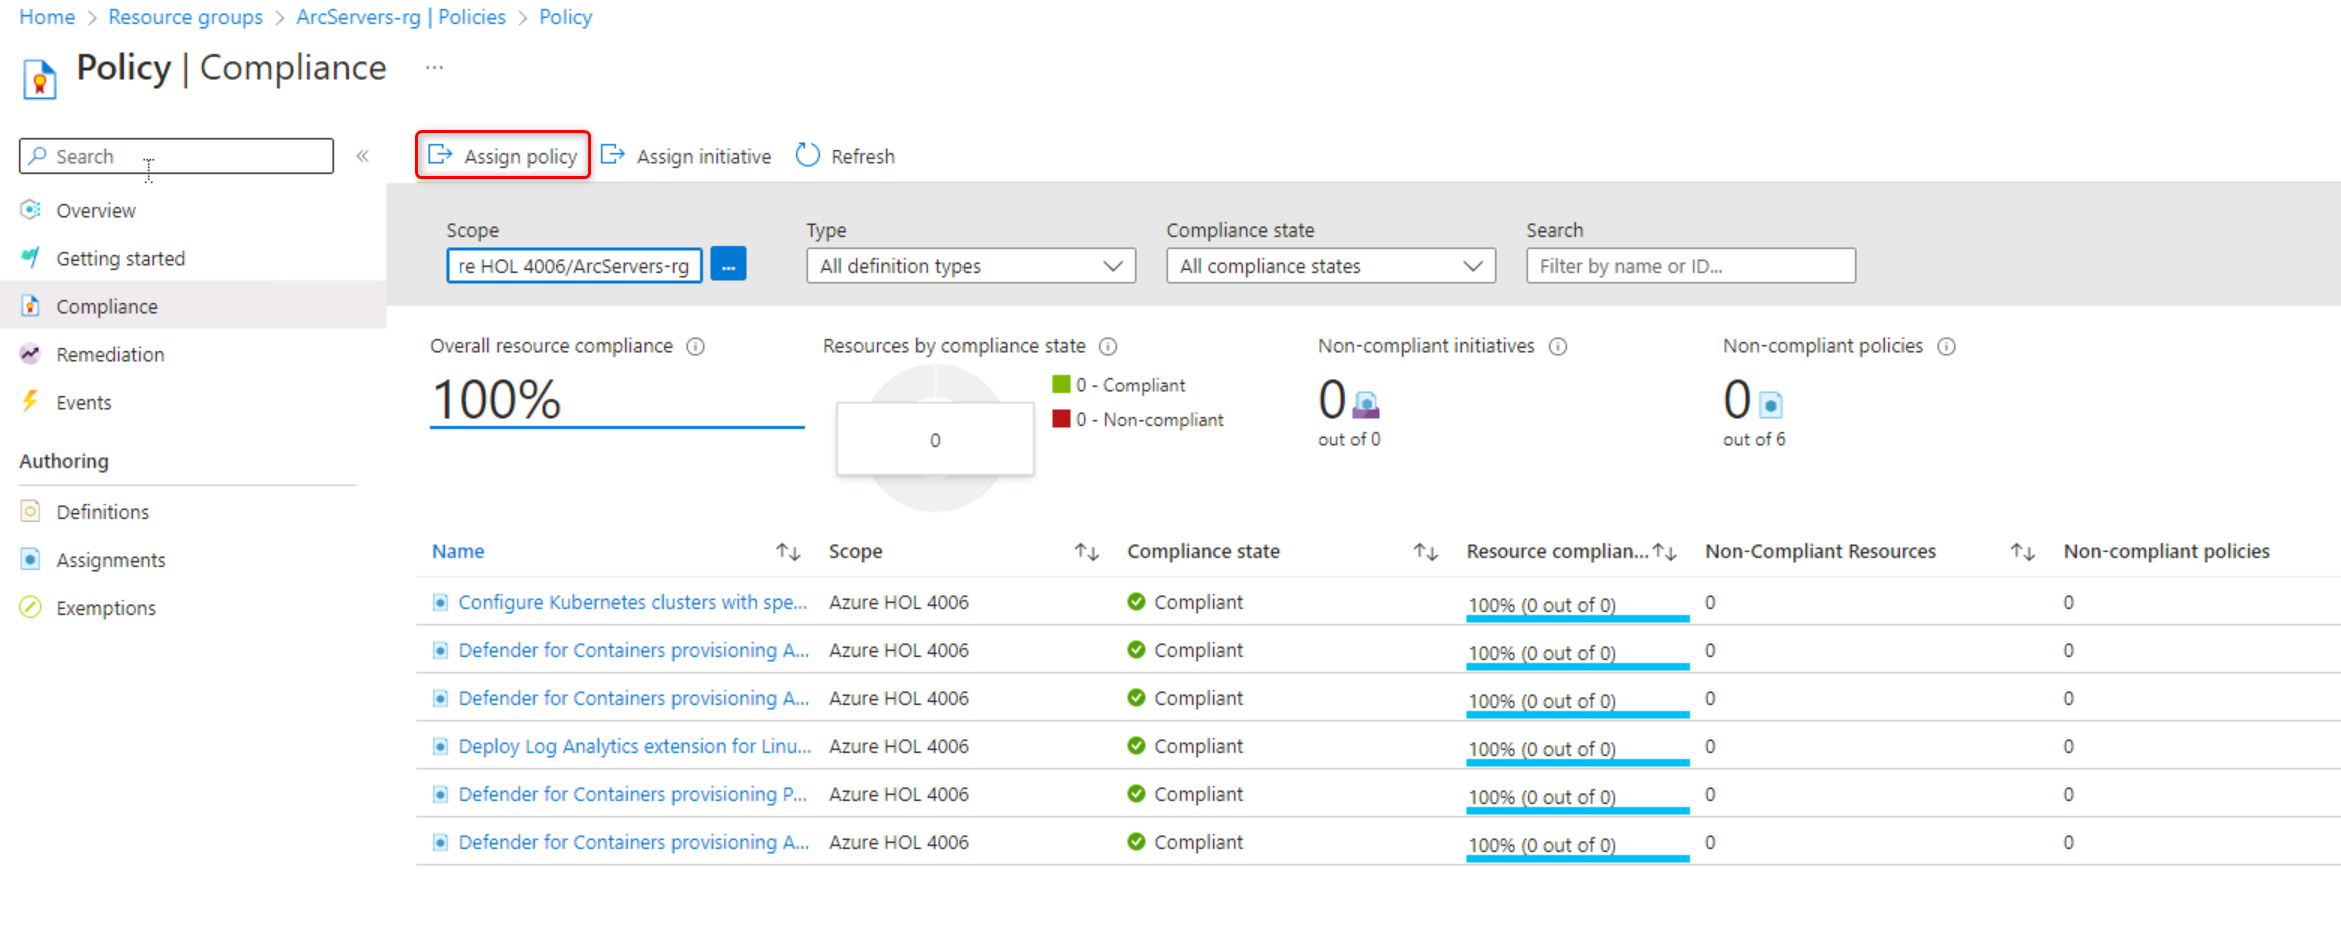 Home > Resource groups > ArcServers-rg | Policies > Policy
Policy | Compliance ...
Search «
Assign policy Assign initiative Refresh
Overview
Getting started
Compliance
Remediation
Events
Authoring
Definitions
Assignments
Exemptions
Scope Type Compliance state Search
re HOL 4006/ArcServers-rg ... All definition types All compliance states Filter by name or ID...
Overall resource compliance Resources by compliance state Non-compliant initiatives Non-compliant policies
100%
0
0 - Compliant
0 - Non-compliant
0
out of 0
0
out of 6
Name Scope Compliance state Resource complian... Non-Compliant Resources Non-compliant policies
Configure Kubernetes clusters with spe... Azure HOL 4006 Compliant 100% (0 out of 0) 0 0
Defender for Containers provisioning A... Azure HOL 4006 Compliant 100% (0 out of 0) 0 0
Defender for Containers provisioning A... Azure HOL 4006 Compliant 100% (0 out of 0) 0 0
Deploy Log Analytics extension for Linu... Azure HOL 4006 Compliant 100% (0 out of 0) 0 0
Defender for Containers provisioning P... Azure HOL 4006 Compliant 100% (0 out of 0) 0 0
Defender for Containers provisioning A... Azure HOL 4006 Compliant 100% (0 out of 0) 0 0